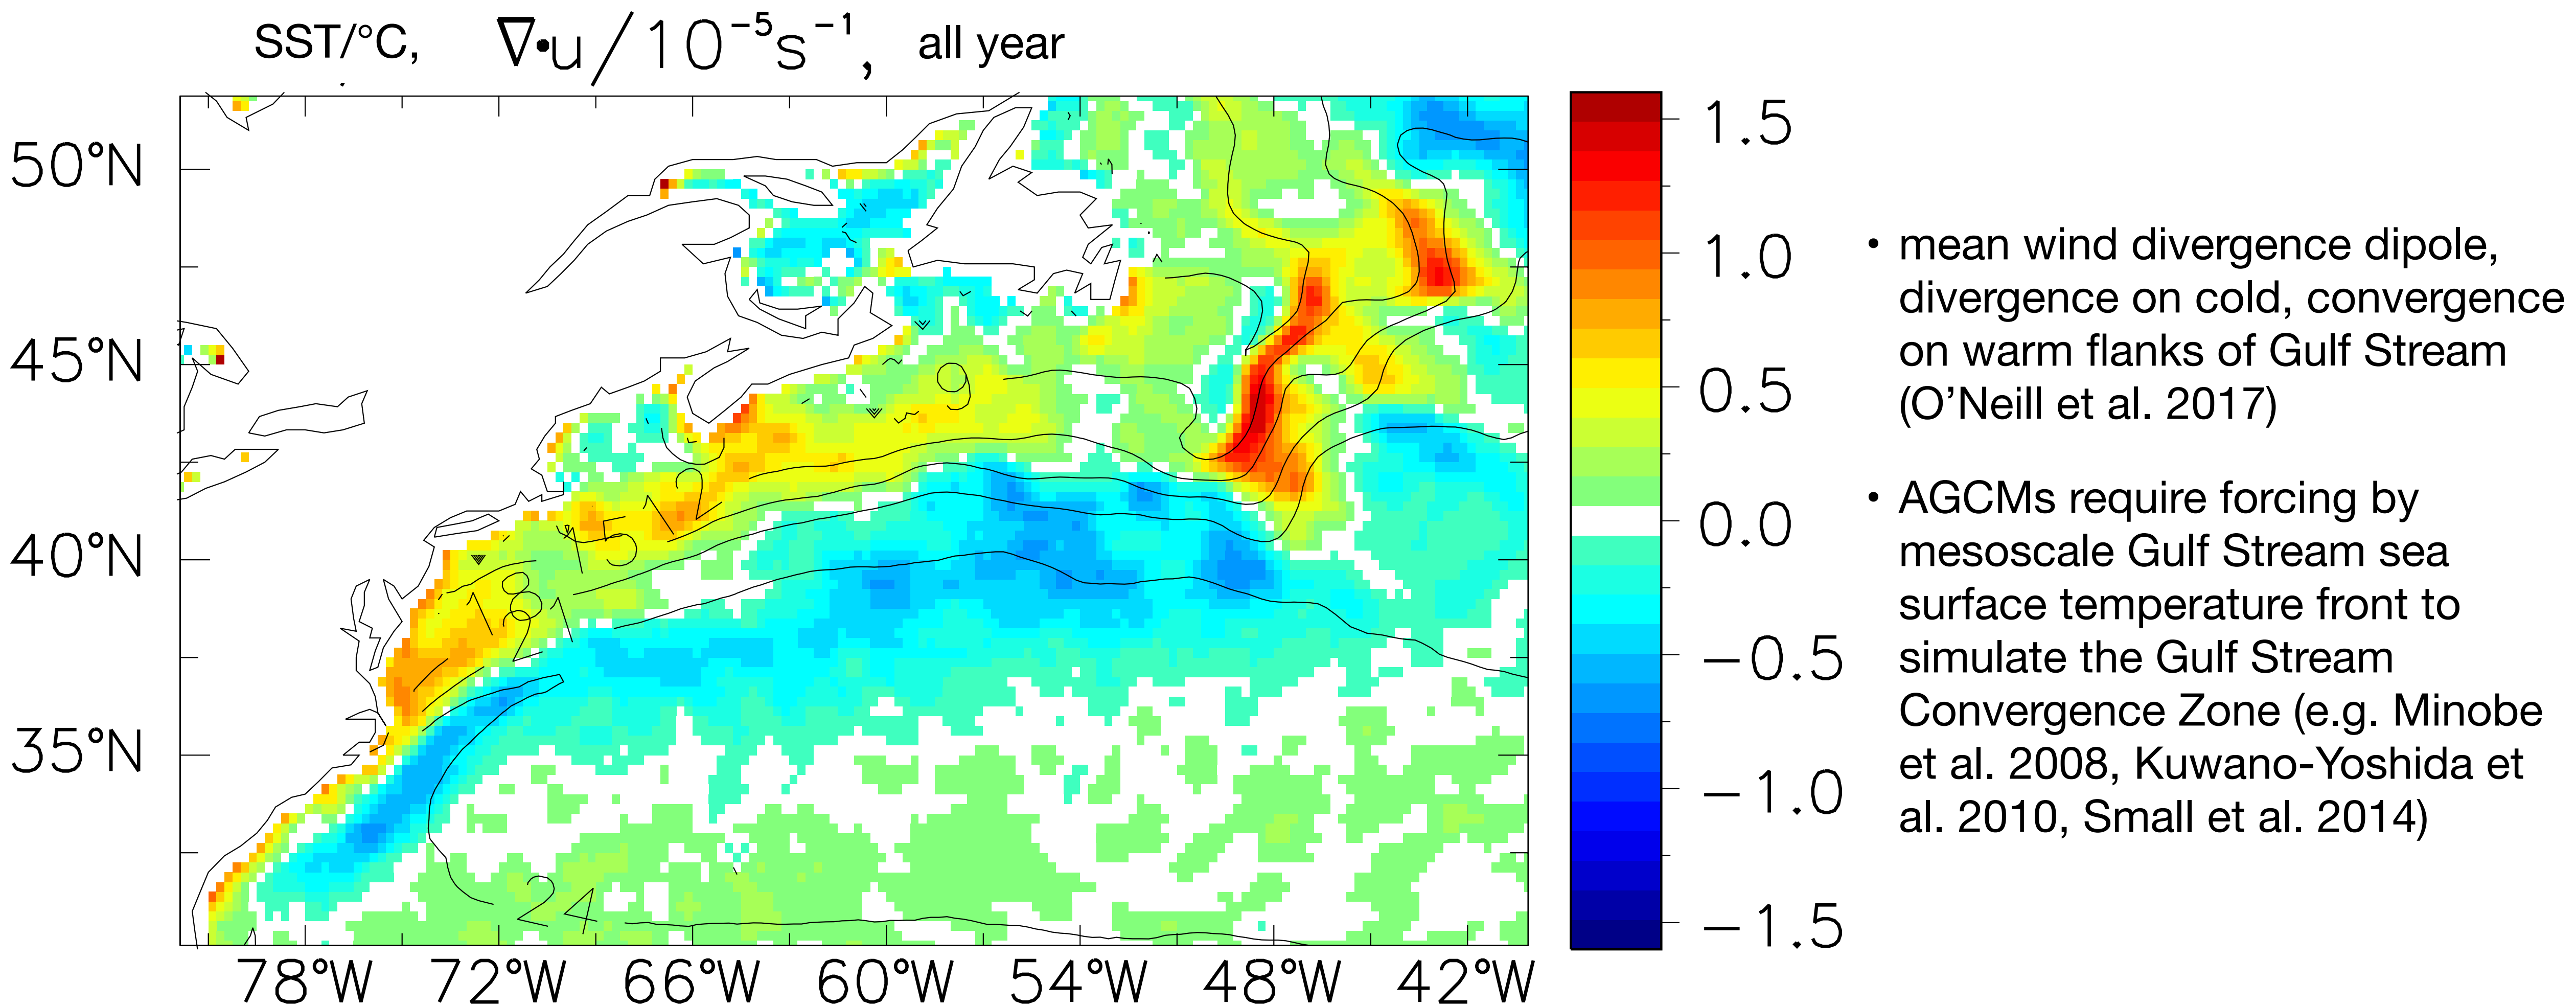 SST/°C, ∇•u/10⁻⁵s⁻¹, all year
50°N
45°N
40°N
35°N
78°W 72°W 66°W 60°W 54°W 48°W 42°W
9
12
15
18
21
24
1.5
1.0
0.5
0.0
−0.5
−1.0
−1.5
• mean wind divergence dipole,
divergence on cold, convergence
on warm flanks of Gulf Stream
(O’Neill et al. 2017)
• AGCMs require forcing by
mesoscale Gulf Stream sea
surface temperature front to
simulate the Gulf Stream
Convergence Zone (e.g. Minobe
et al. 2008, Kuwano-Yoshida et
al. 2010, Small et al. 2014)